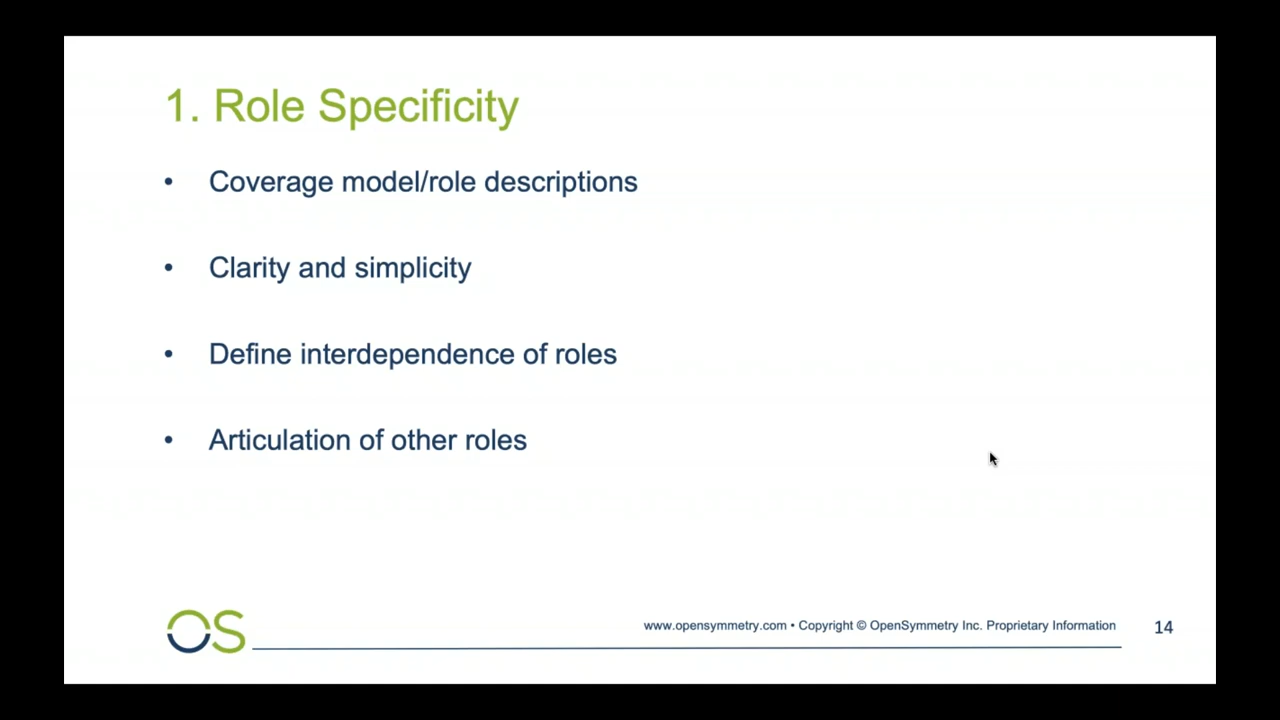 1. Role Specificity
• Coverage model/role descriptions
• Clarity and simplicity
• Define interdependence of roles
• Articulation of other roles
OS
www.opensymmetry.com • Copyright © OpenSymmetry Inc. Proprietary Information
14